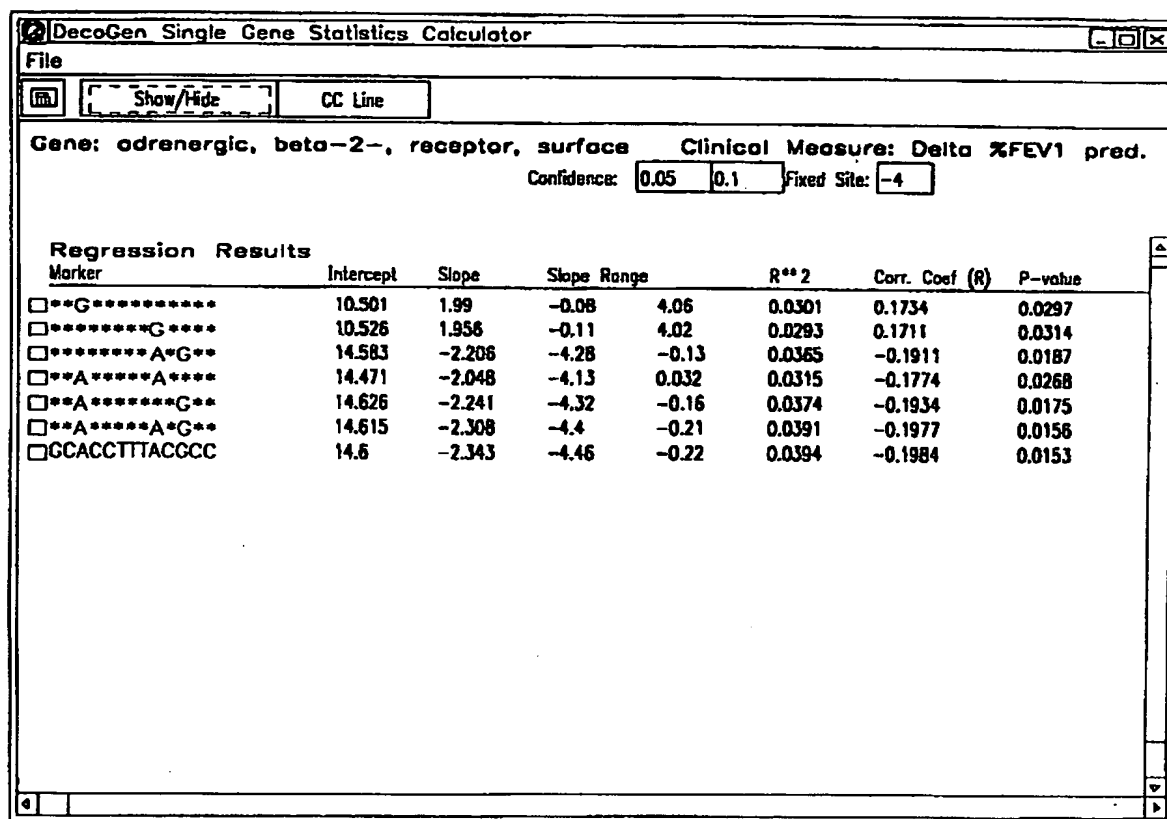 DecoGen Single Gene Statistics Calculator
File
Show/Hide CC Line
Gene: adrenergic, beta-2-, receptor, surface Clinical Measure: Delta %FEV1 pred.
Confidence: 0.05 0.1 Fixed Site: -4
Regression Results
Marker Intercept Slope Slope Range R**2 Corr. Coef (R) P-value
**G********** 10.501 1.99 -0.08 4.06 0.0301 0.1734 0.0297
********G**** 10.526 1.956 -0.11 4.02 0.0293 0.1711 0.0314
********A*G** 14.583 -2.206 -4.28 -0.13 0.0365 -0.1911 0.0187
**A*****A**** 14.471 -2.048 -4.13 0.032 0.0315 -0.1774 0.0268
**A*******G** 14.626 -2.241 -4.32 -0.16 0.0374 -0.1934 0.0175
**A*****A*G** 14.615 -2.308 -4.4 -0.21 0.0391 -0.1977 0.0156
GCACCTTTACGCC 14.6 -2.343 -4.46 -0.22 0.0394 -0.1984 0.0153